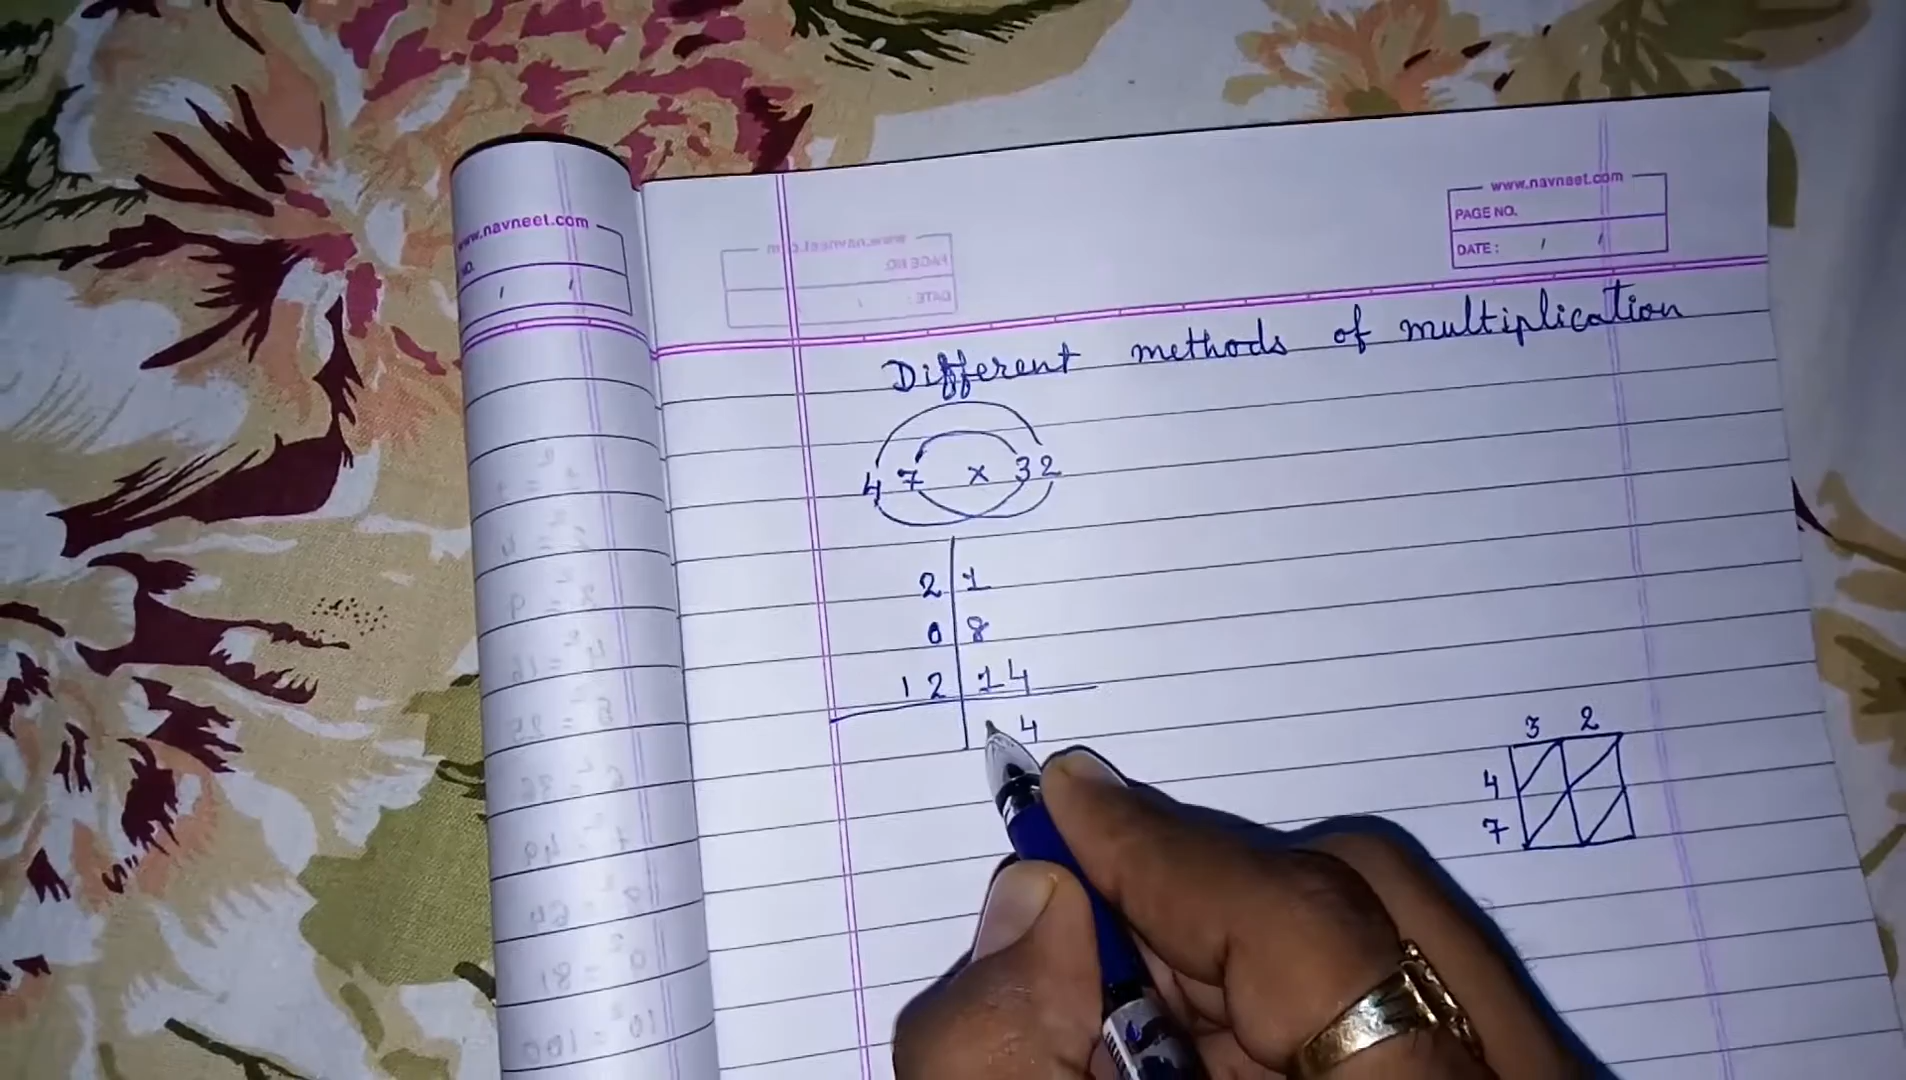 www.navneet.com
NO.
www.navneet.com
PAGE NO.
DATE :
Different methods of multiplication
47 x 32
2 1
0 8
12 14
4
3 2
4
7